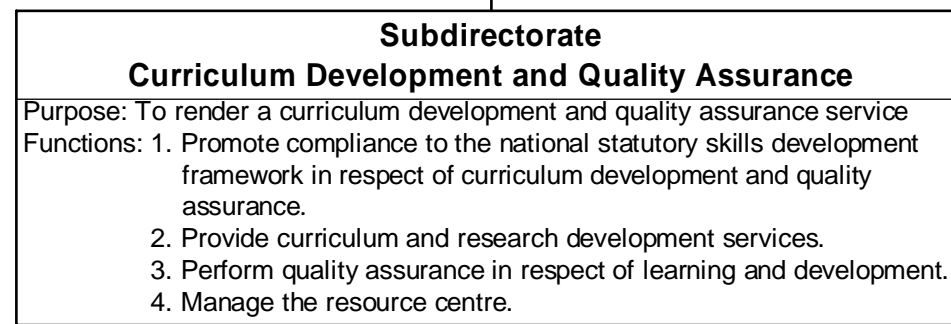 Subdirectorate
Curriculum Development and Quality Assurance
Purpose: To render a curriculum development and quality assurance service
Functions: 1. Promote compliance to the national statutory skills development
framework in respect of curriculum development and quality
assurance.
2. Provide curriculum and research development services.
3. Perform quality assurance in respect of learning and development.
4. Manage the resource centre.